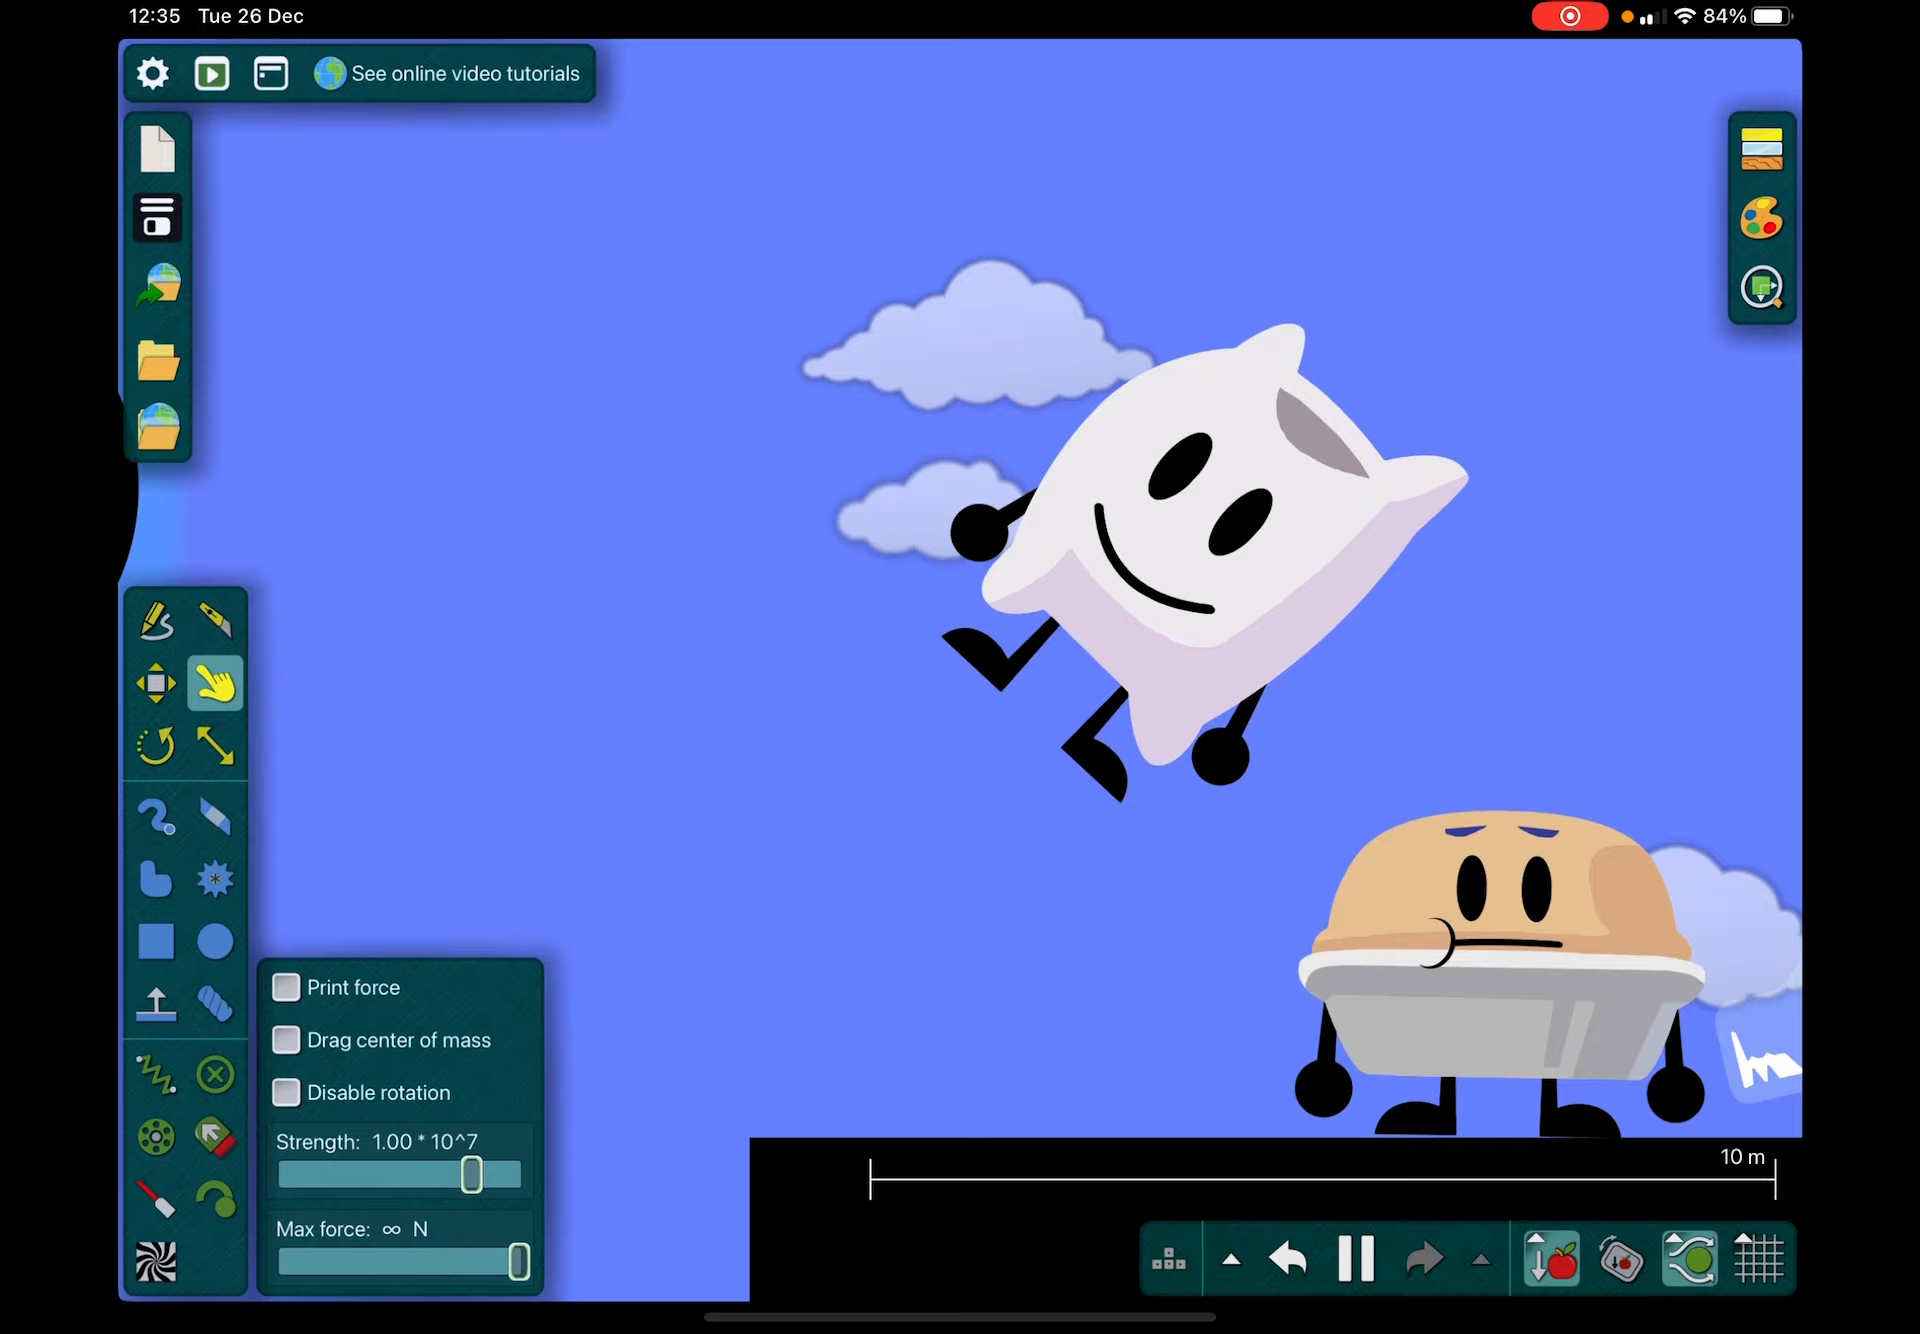 12:35 Tue 26 Dec
84%
See online video tutorials
Print force
Drag center of mass
Disable rotation
Strength: 1.00 * 10^7
Max force: ∞ N
10 m